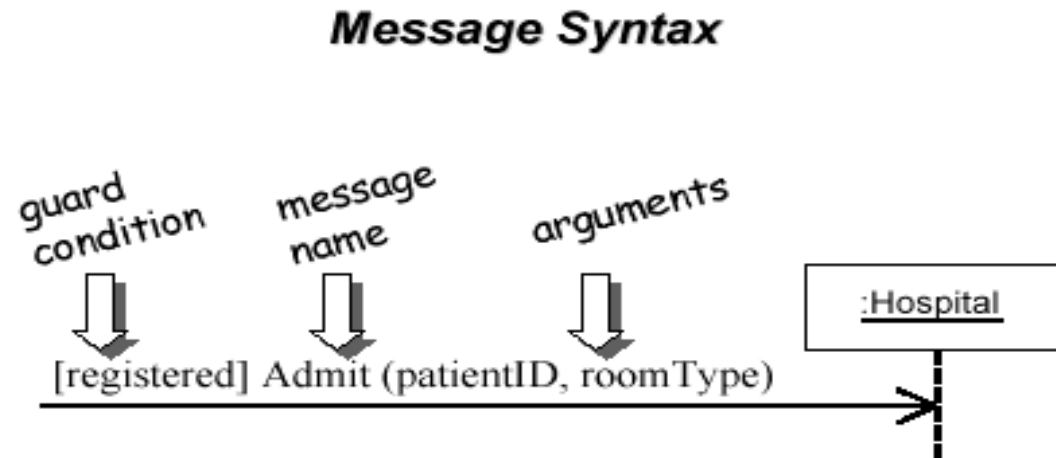 Message Syntax
guard
condition
message
name
arguments
:Hospital
[registered] Admit (patientID, roomType)